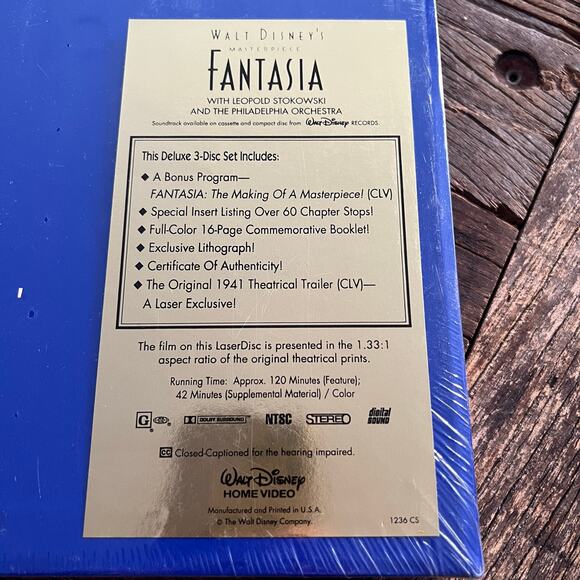 WALT DISNEY'S
MASTERPIECE
FANTASIA
WITH LEOPOLD STOKOWSKI
AND THE PHILADELPHIA ORCHESTRA
Soundtrack available on cassette and compact disc from Walt Disney RECORDS.
This Deluxe 3-Disc Set Includes:
◆ A Bonus Program—
FANTASIA: The Making Of A Masterpiece! (CLV)
◆ Special Insert Listing Over 60 Chapter Stops!
◆ Full-Color 16-Page Commemorative Booklet!
◆ Exclusive Lithograph!
◆ Certificate Of Authenticity!
◆ The Original 1941 Theatrical Trailer (CLV)—
A Laser Exclusive!
The film on this LaserDisc is presented in the 1.33:1
aspect ratio of the original theatrical prints.
Running Time: Approx. 120 Minutes (Feature);
42 Minutes (Supplemental Material) / Color
G DOLBY SURROUND NTSC STEREO digital SOUND
CC Closed-Captioned for the hearing impaired.
Walt Disney
HOME VIDEO
Manufactured and Printed in U.S.A.
© The Walt Disney Company. 1236 CS